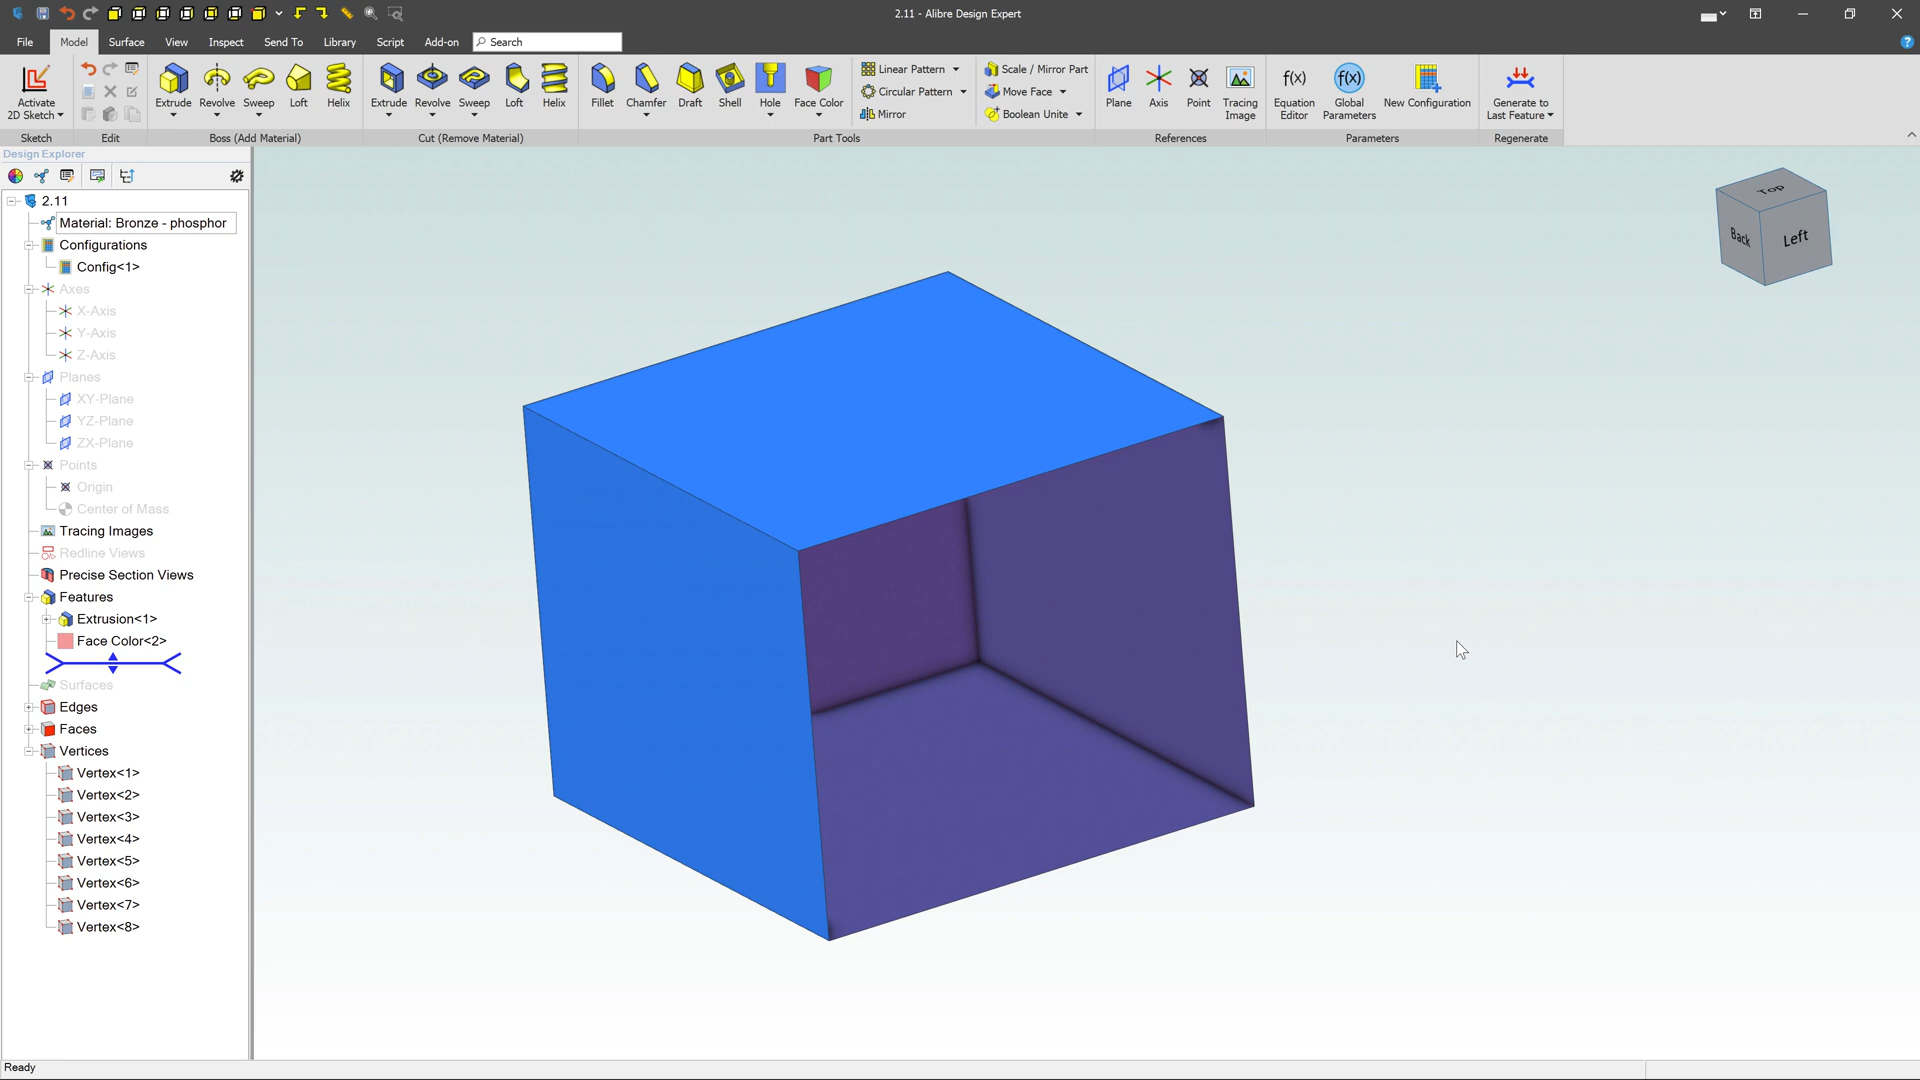 2.11 - Alibre Design Expert
File Model Surface View Inspect Send To Library Script Add-on Search
Activate
2D Sketch
Extrude Revolve Sweep Loft Helix
Extrude Revolve Sweep Loft Helix
Fillet Chamfer Draft Shell Hole Face Color
Linear Pattern
Circular Pattern
Mirror
Scale / Mirror Part
Move Face
Boolean Unite
Plane Axis Point Tracing
Image
Equation
Editor
Global
Parameters
New Configuration
Generate to
Last Feature
Sketch Edit Boss (Add Material) Cut (Remove Material) Part Tools References Parameters Regenerate
Design Explorer
2.11
Material: Bronze - phosphor
Configurations
Config<1>
Axes
X-Axis
Y-Axis
Z-Axis
Planes
XY-Plane
YZ-Plane
ZX-Plane
Points
Origin
Center of Mass
Tracing Images
Redline Views
Precise Section Views
Features
Extrusion<1>
Face Color<2>
Surfaces
Edges
Faces
Vertices
Vertex<1>
Vertex<2>
Vertex<3>
Vertex<4>
Vertex<5>
Vertex<6>
Vertex<7>
Vertex<8>
Top
Back
Left
f(x)
f(x)
Ready